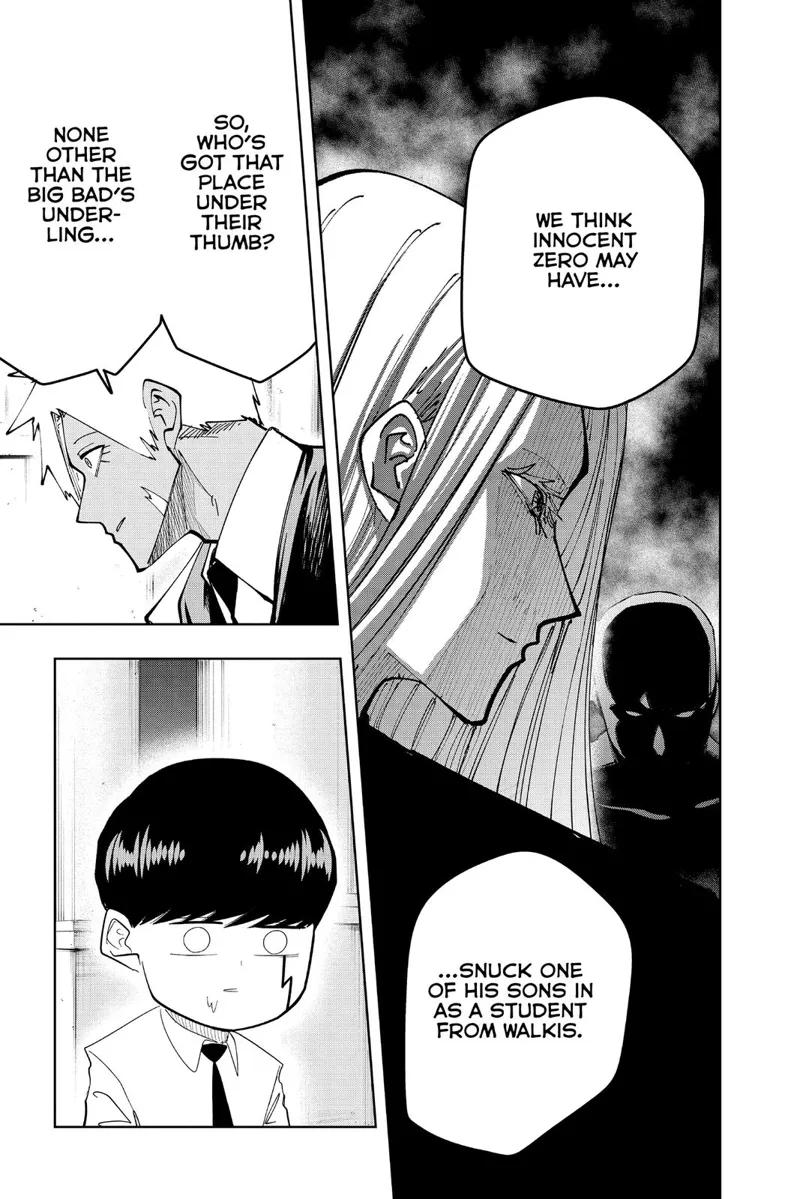 WE THINK
INNOCENT
ZERO MAY
HAVE...
...SNUCK ONE
OF HIS SONS IN
AS A STUDENT
FROM WALKIS.
SO,
WHO'S
GOT THAT
PLACE
UNDER
THEIR
THUMB?
NONE
OTHER
THAN THE
BIG BAD'S
UNDER-
LING...